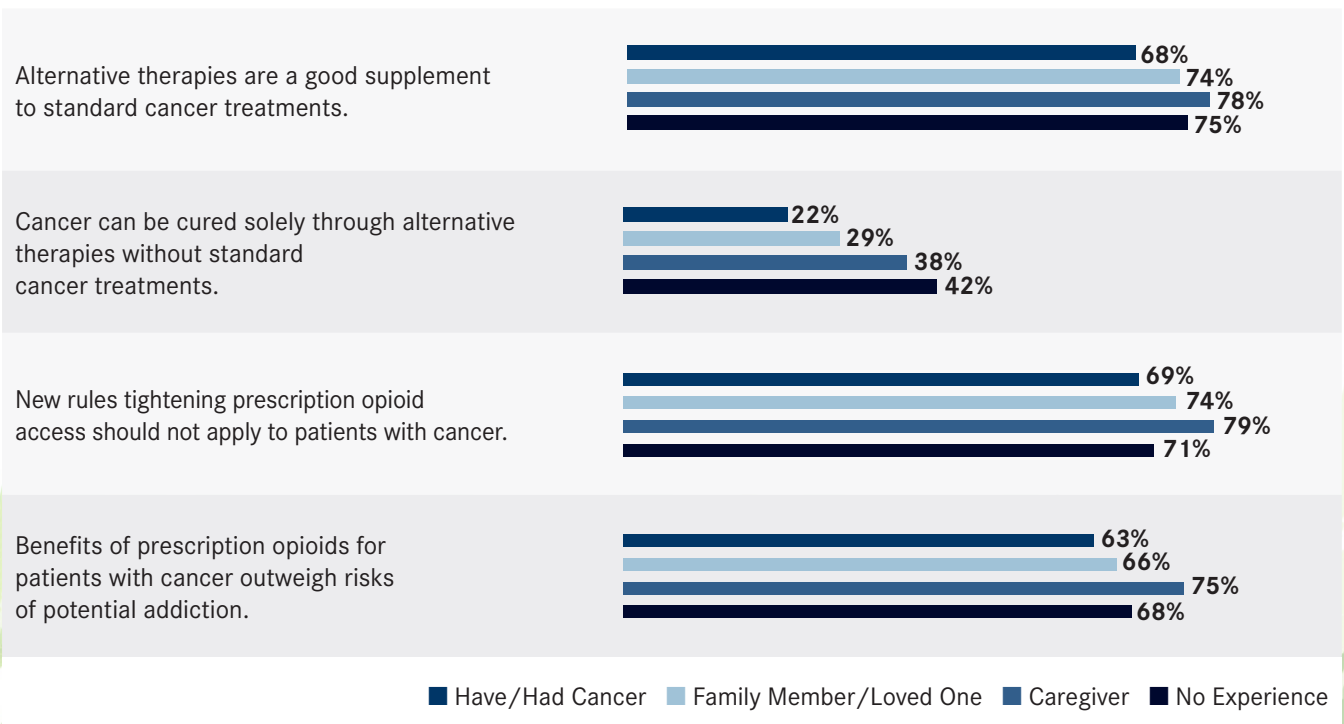 Alternative therapies are a good supplement
to standard cancer treatments.
68%
74%
78%
75%
Cancer can be cured solely through alternative
therapies without standard
cancer treatments.
22%
29%
38%
42%
New rules tightening prescription opioid
access should not apply to patients with cancer.
69%
74%
79%
71%
Benefits of prescription opioids for
patients with cancer outweigh risks
of potential addiction.
63%
66%
75%
68%
Have/Had Cancer Family Member/Loved One Caregiver No Experience